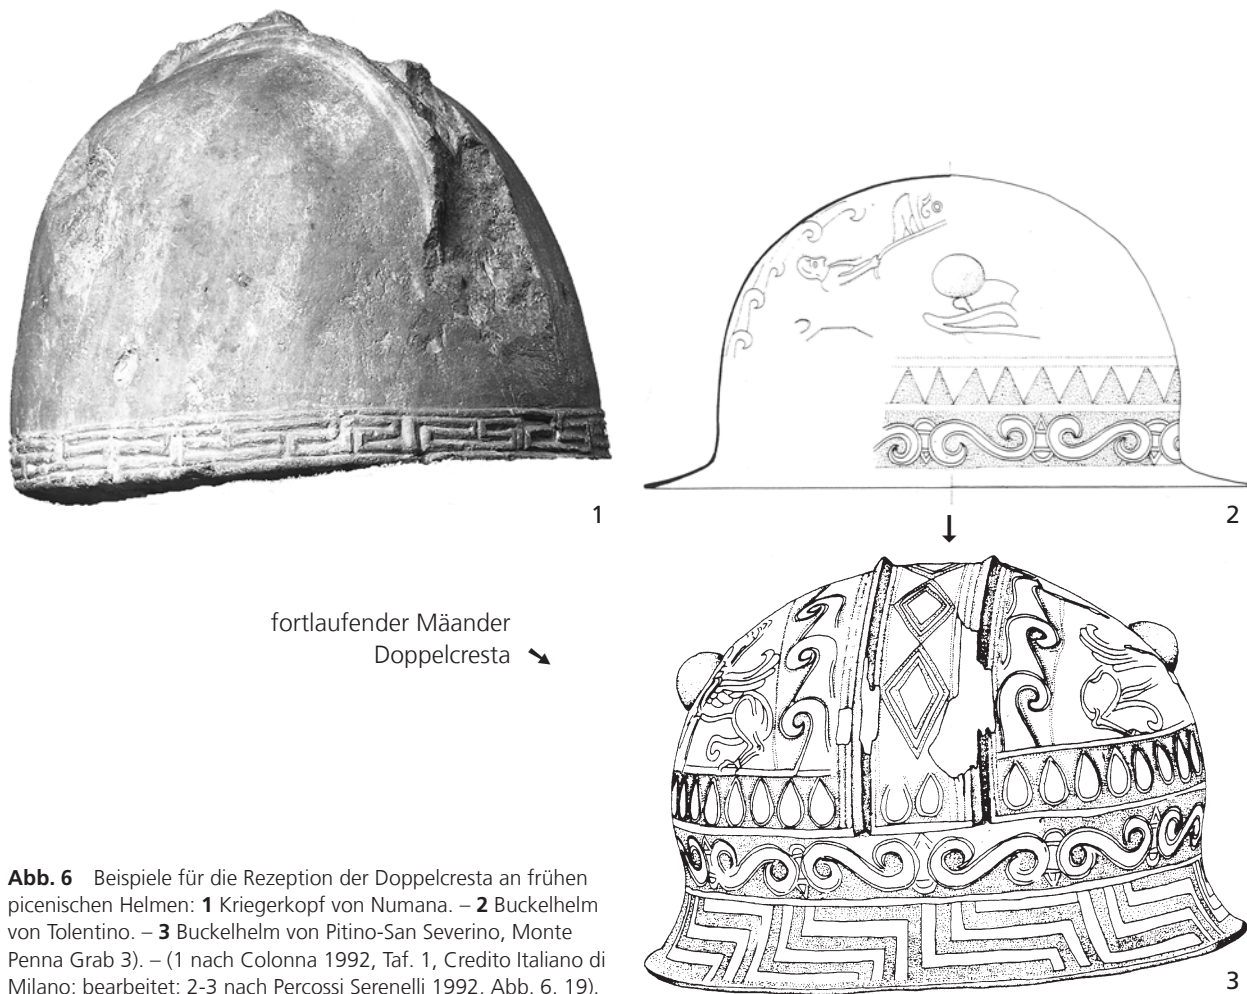 1
2
fortlaufender Mäander
Doppelcresta
Abb. 6 Beispiele für die Rezeption der Doppelcresta an frühen
picenischen Helmen: 1 Kriegerkopf von Numana. – 2 Buckelhelm
von Tolentino. – 3 Buckelhelm von Pitino-San Severino, Monte
Penna Grab 3). – (1 nach Colonna 1992, Taf. 1, Credito Italiano di
Milano; bearbeitet; 2-3 nach Percossi Serenelli 1992, Abb. 6. 19).
3